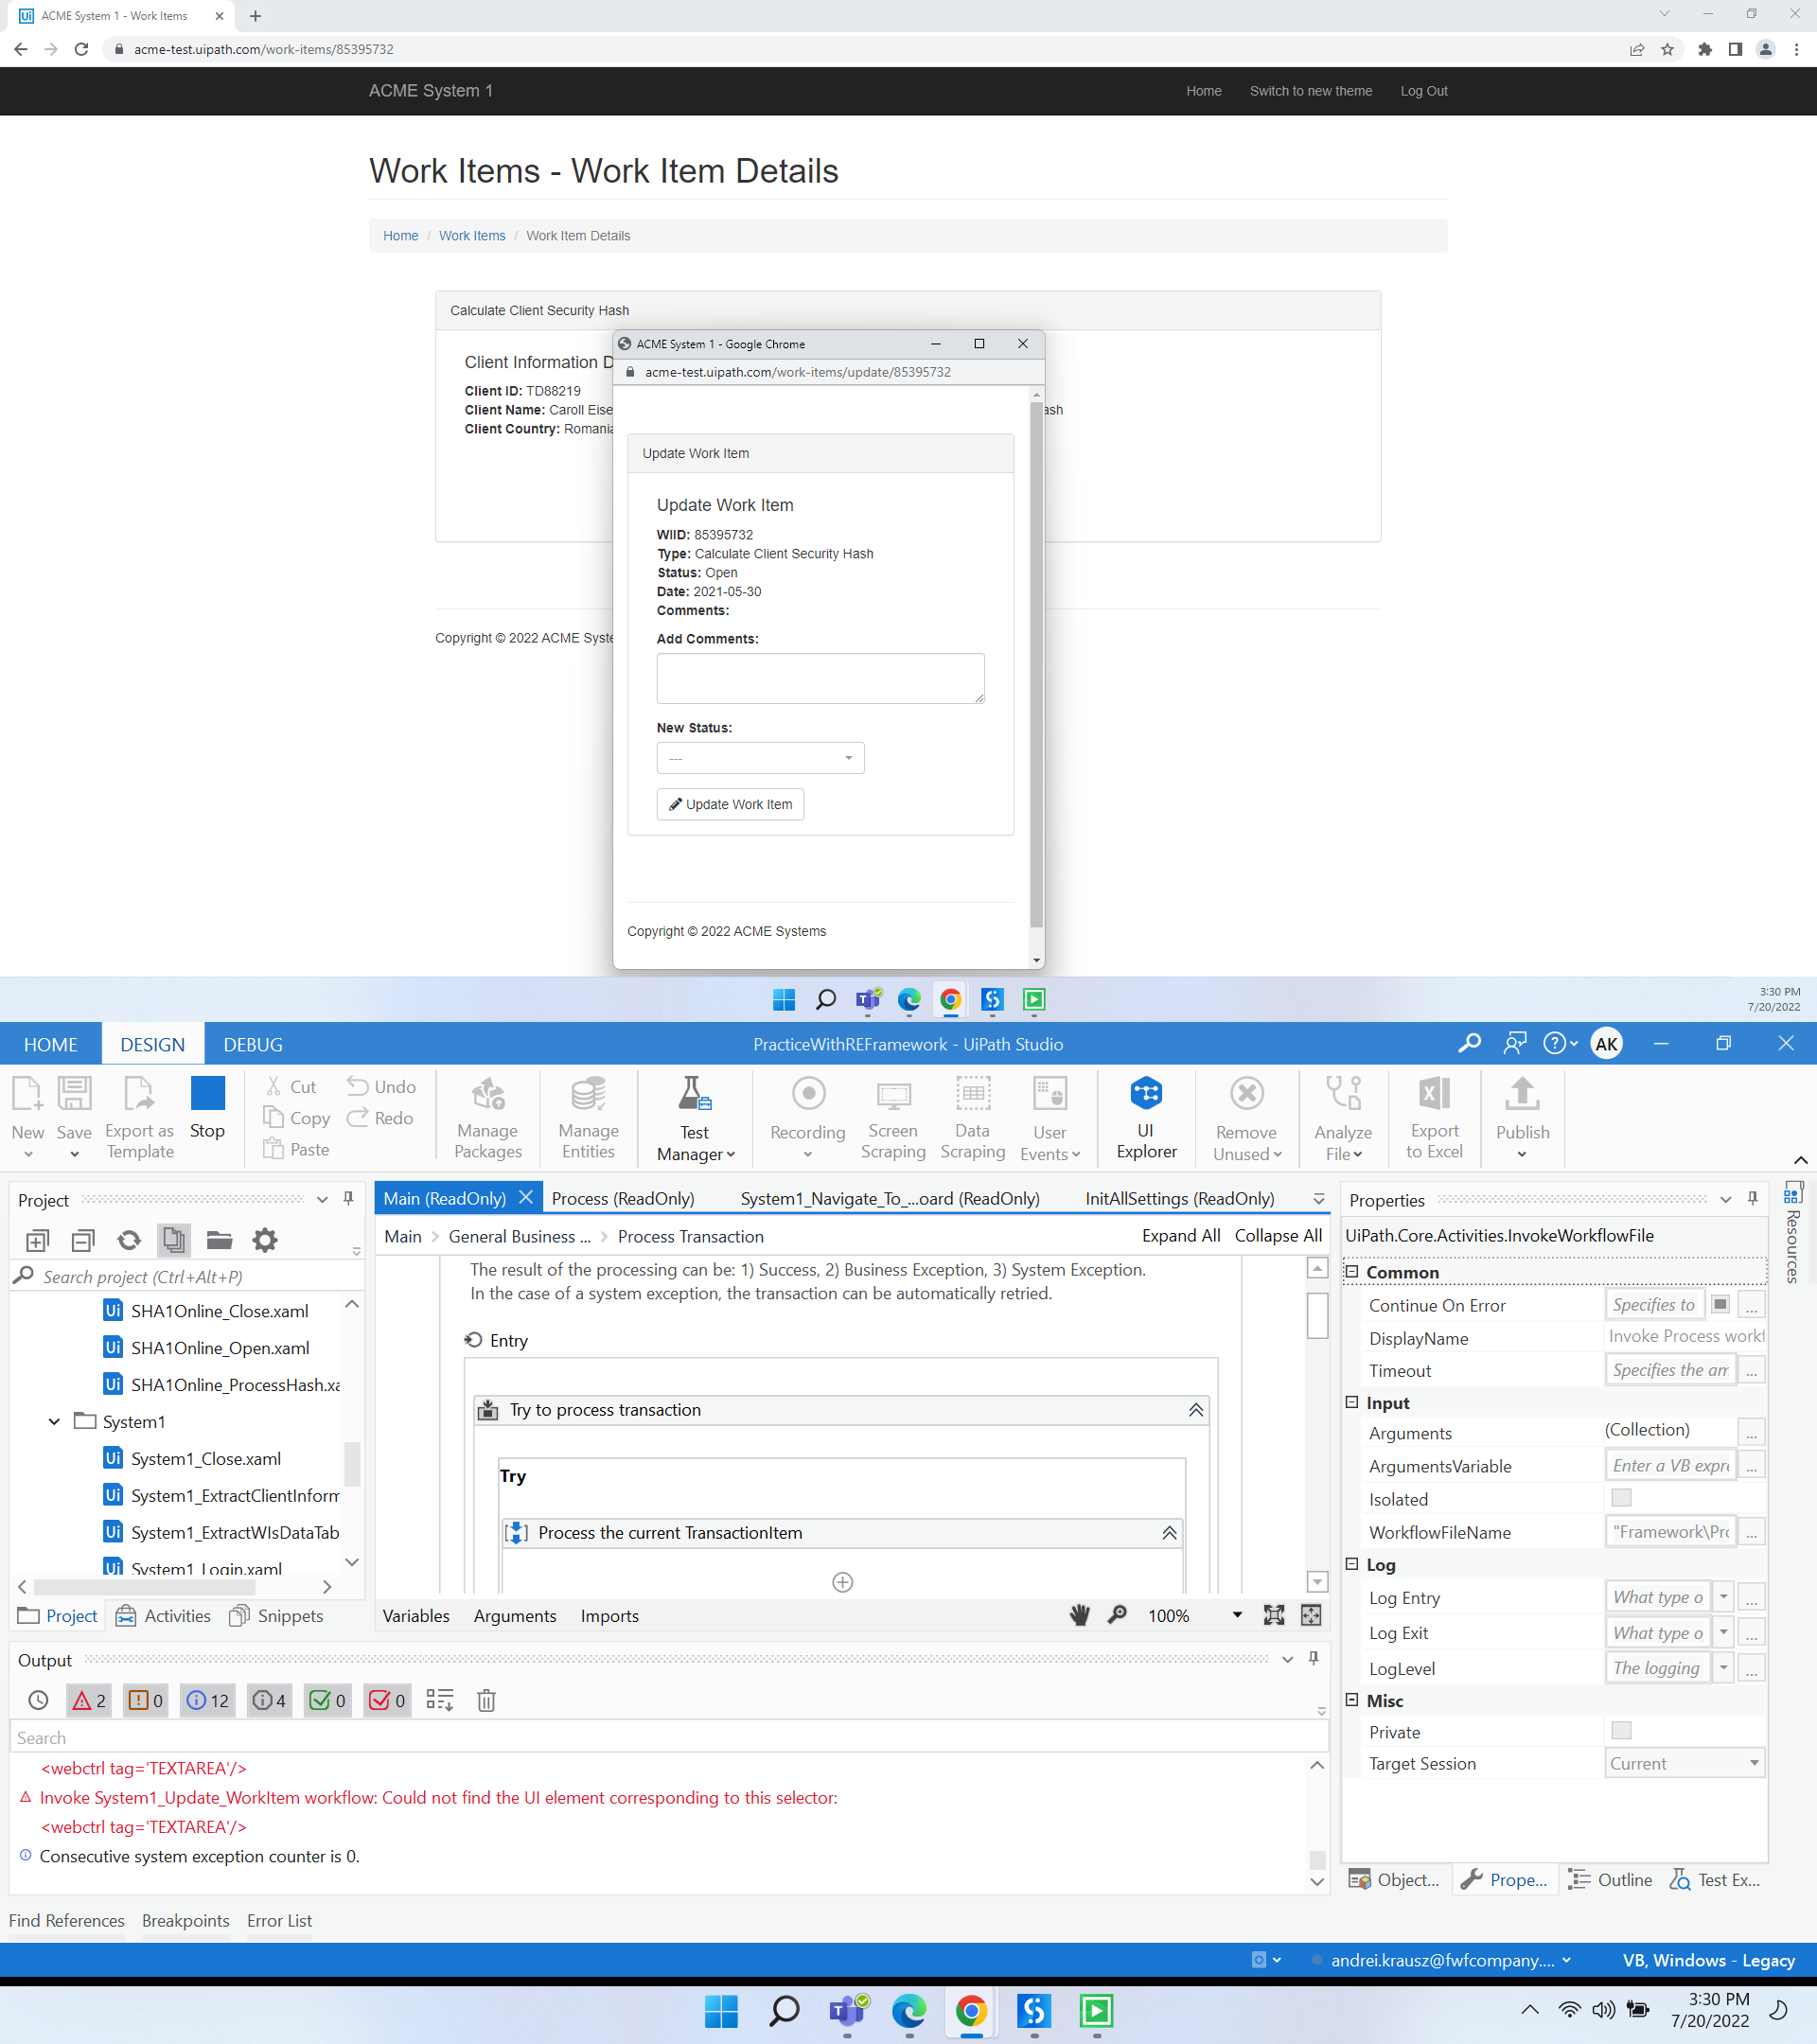 ACME System 1 - Work Items
acme-test.uipath.com/work-items/85395732
ACME System 1
Home
Switch to new theme
Log Out
Work Items - Work Item Details
Home / Work Items / Work Item Details
Calculate Client Security Hash
Client Information D
Client ID: TD88219
Client Name: Caroll Eise
Client Country: Romania
ash
Copyright © 2022 ACME Syste
ACME System 1 - Google Chrome
acme-test.uipath.com/work-items/update/85395732
Update Work Item
Update Work Item
WIID: 85395732
Type: Calculate Client Security Hash
Status: Open
Date: 2021-05-30
Comments:
Add Comments:
New Status:
---
Update Work Item
Copyright © 2022 ACME Systems
3:30 PM
7/20/2022
HOME
DESIGN
DEBUG
PracticeWithREFramework - UiPath Studio
AK
New
Save
Export as Template
Stop
Cut
Copy
Paste
Undo
Redo
Manage Packages
Manage Entities
Test Manager
Recording
Screen Scraping
Data Scraping
User Events
UI Explorer
Remove Unused
Analyze File
Export to Excel
Publish
Project
Search project (Ctrl+Alt+P)
SHA1Online_Close.xaml
SHA1Online_Open.xaml
SHA1Online_ProcessHash.xa
System1
System1_Close.xaml
System1_ExtractClientInform
System1_ExtractWIsDataTab
System1_Login.xaml
Project
Activities
Snippets
Main (ReadOnly)
Process (ReadOnly)
System1_Navigate_To_...oard (ReadOnly)
InitAllSettings (ReadOnly)
Main > General Business ... > Process Transaction
Expand All
Collapse All
The result of the processing can be: 1) Success, 2) Business Exception, 3) System Exception.
In the case of a system exception, the transaction can be automatically retried.
Entry
Try to process transaction
Try
Process the current TransactionItem
Variables
Arguments
Imports
100%
Properties
UiPath.Core.Activities.InvokeWorkflowFile
Common
Continue On Error Specifies to ...
DisplayName Invoke Process workf
Timeout Specifies the am ...
Input
Arguments (Collection) ...
ArgumentsVariable Enter a VB expre ...
Isolated
WorkflowFileName "Framework\Pro ...
Log
Log Entry What type o ...
Log Exit What type o ...
LogLevel The logging ...
Misc
Private
Target Session Current
Object...
Prope...
Outline
Test Ex...
Resources
Output
2
0
12
4
0
0
Search
<webctrl tag='TEXTAREA'/>
Invoke System1_Update_WorkItem workflow: Could not find the UI element corresponding to this selector:
<webctrl tag='TEXTAREA'/>
Consecutive system exception counter is 0.
Find References
Breakpoints
Error List
andrei.krausz@fwfcompany....
VB, Windows - Legacy
3:30 PM
7/20/2022